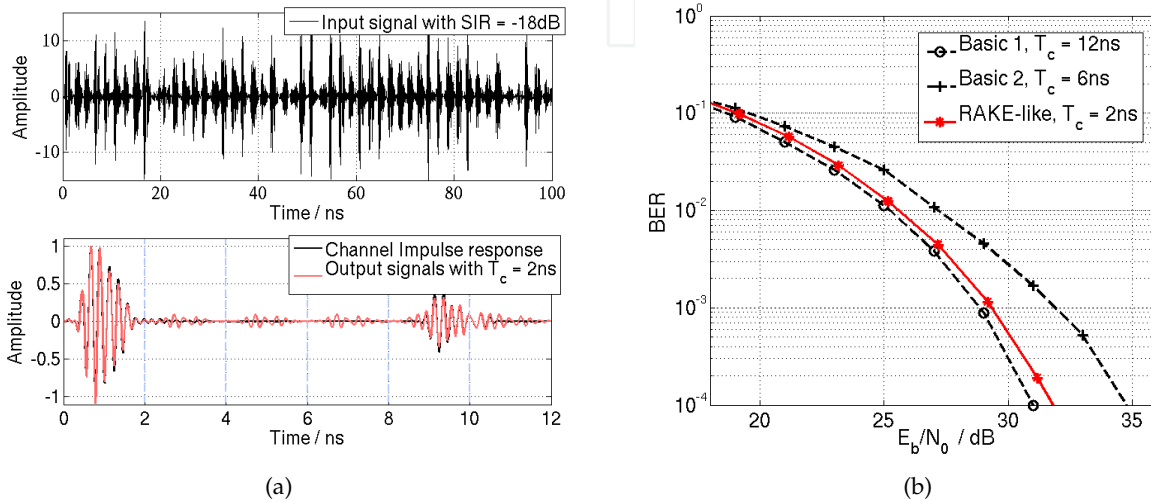 Input signal with SIR = -18dB
Amplitude
10
0
-10
0
20
40
60
80
100
Time / ns
Channel Impulse response
Output signals with T_c = 2ns
Amplitude
1
0.5
0
-0.5
-1
0
2
4
6
8
10
12
Time / ns
(a)
Basic 1, T_c = 12ns
Basic 2, T_c = 6ns
RAKE-like, T_c = 2ns
BER
10^0
10^-1
10^-2
10^-3
10^-4
20
25
30
35
E_b/N_0 / dB
(b)